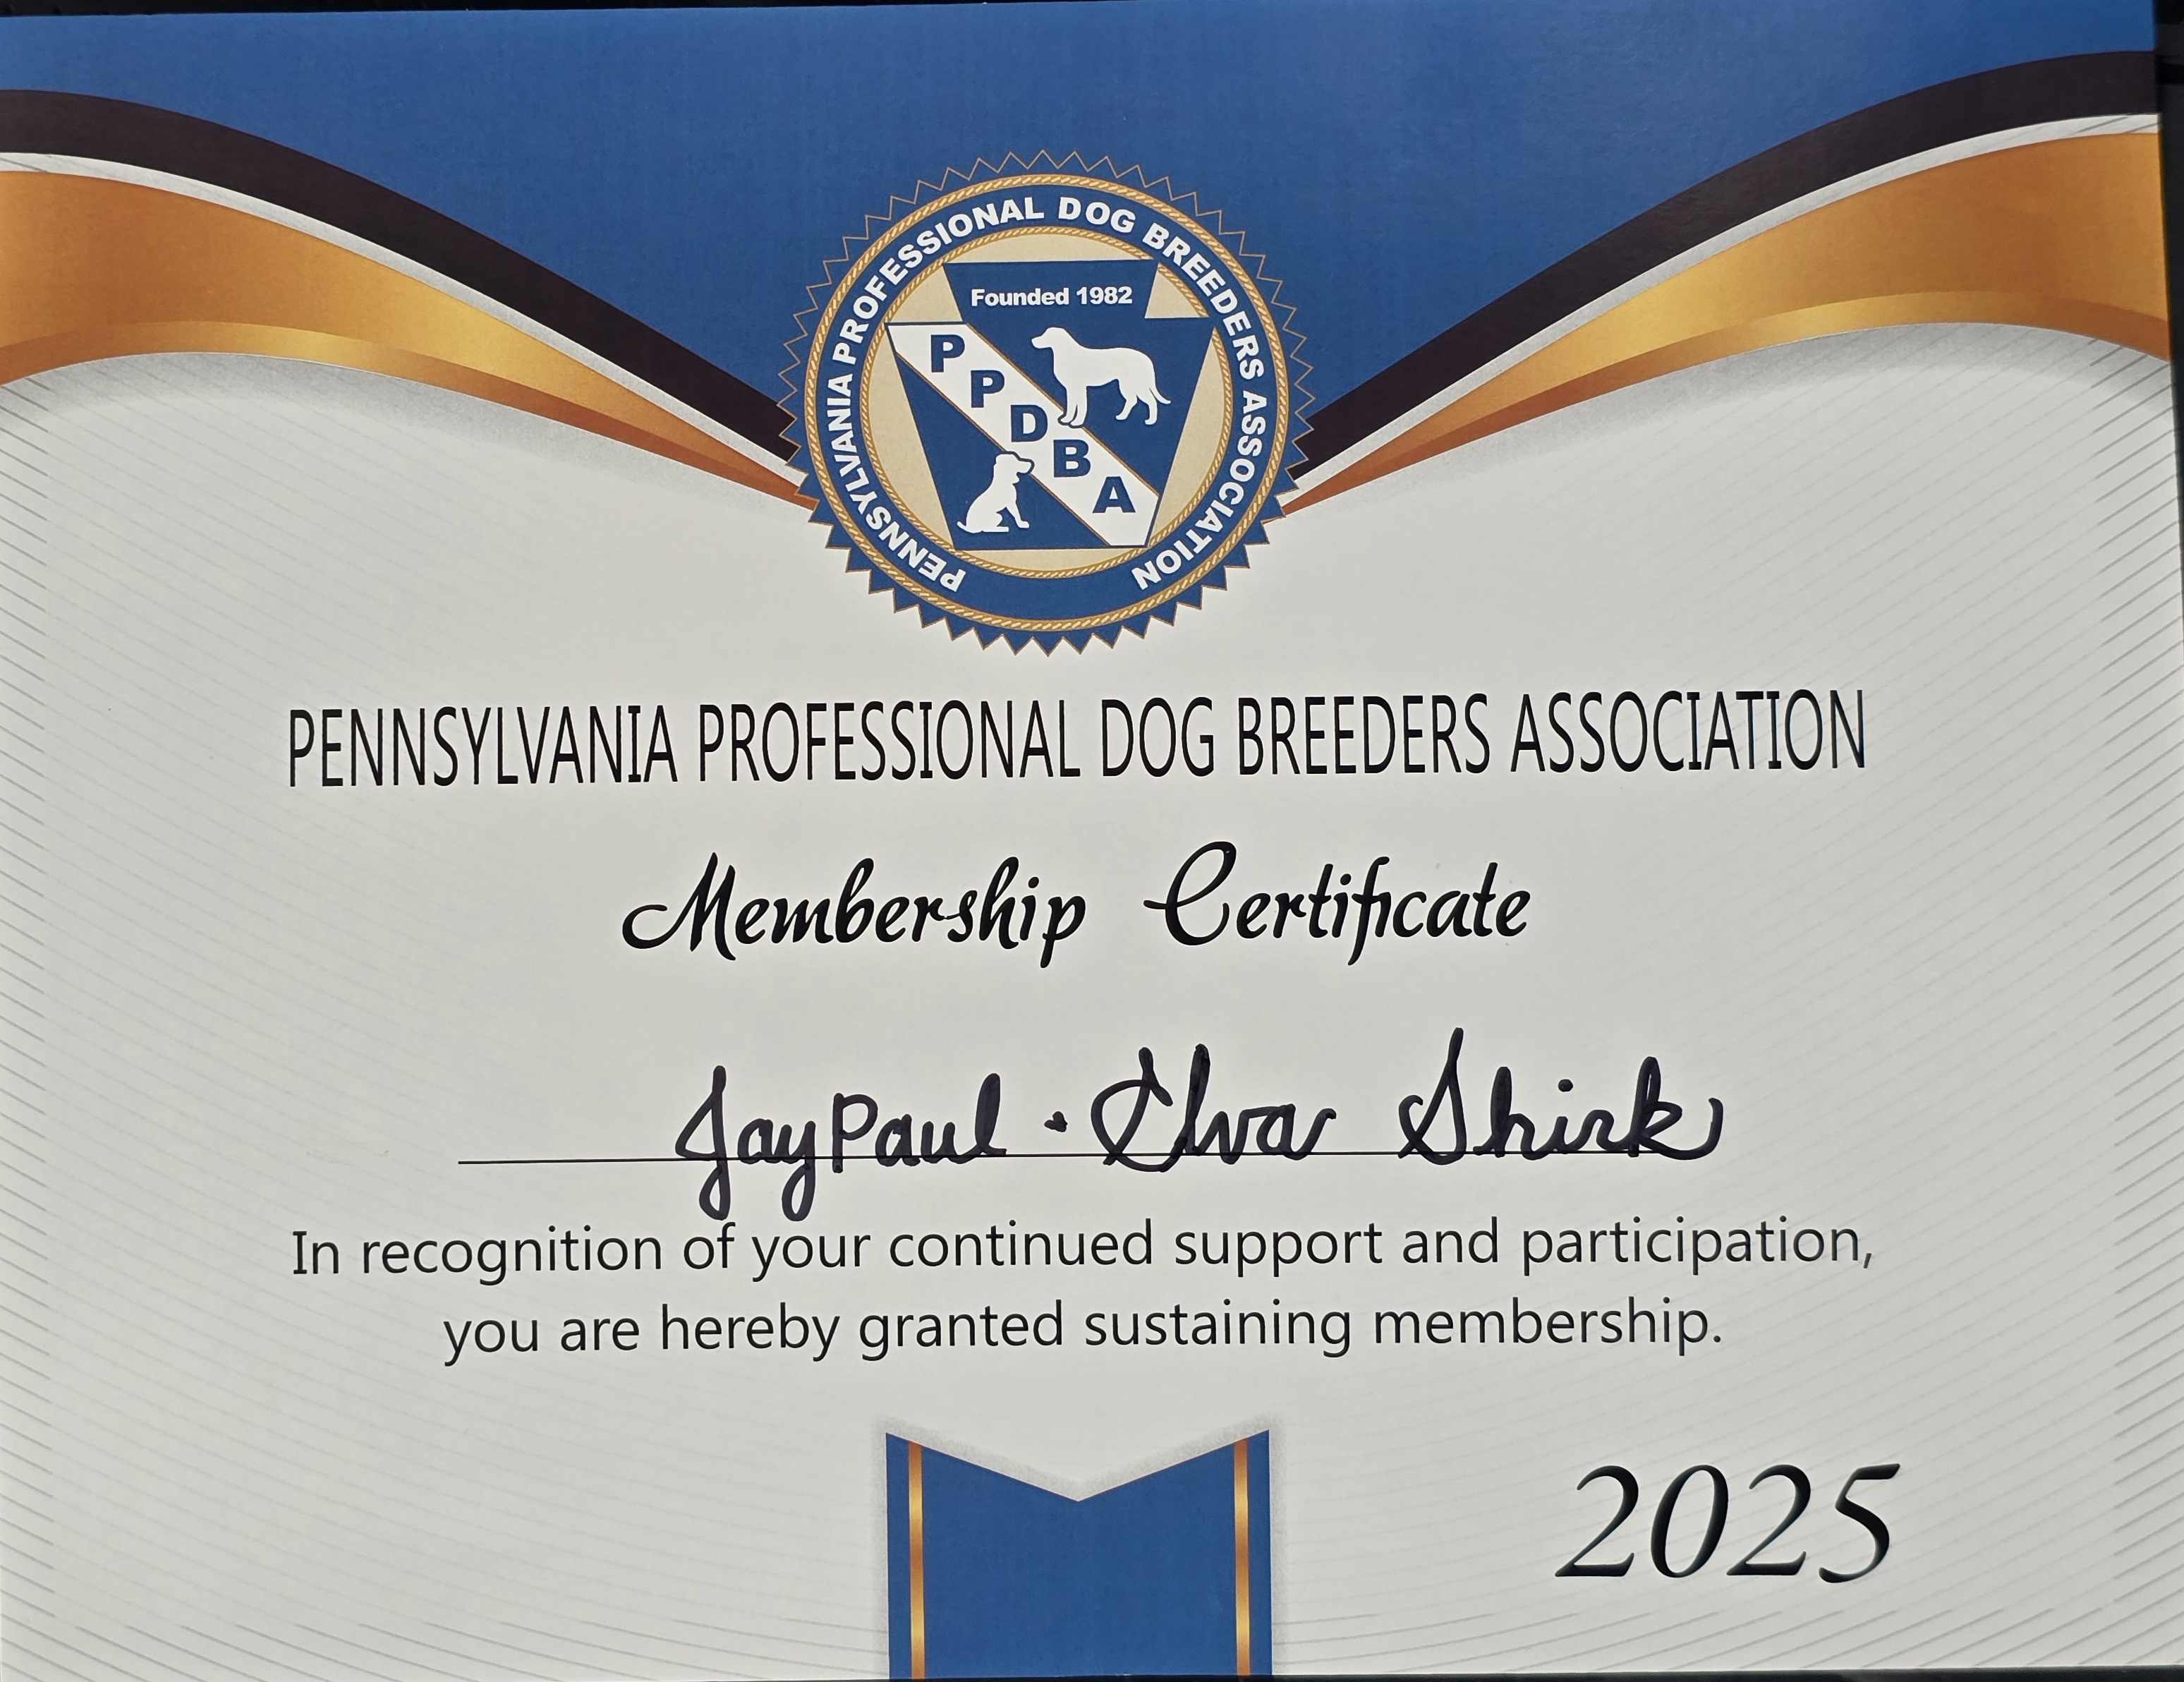 PENNSYLVANIA PROFESSIONAL DOG BREEDERS ASSOCIATION
Founded 1982
PPDBA
PENNSYLVANIA PROFESSIONAL DOG BREEDERS ASSOCIATION
Membership Certificate
JayPaul · Elva Shirk
In recognition of your continued support and participation,
you are hereby granted sustaining membership.
2025